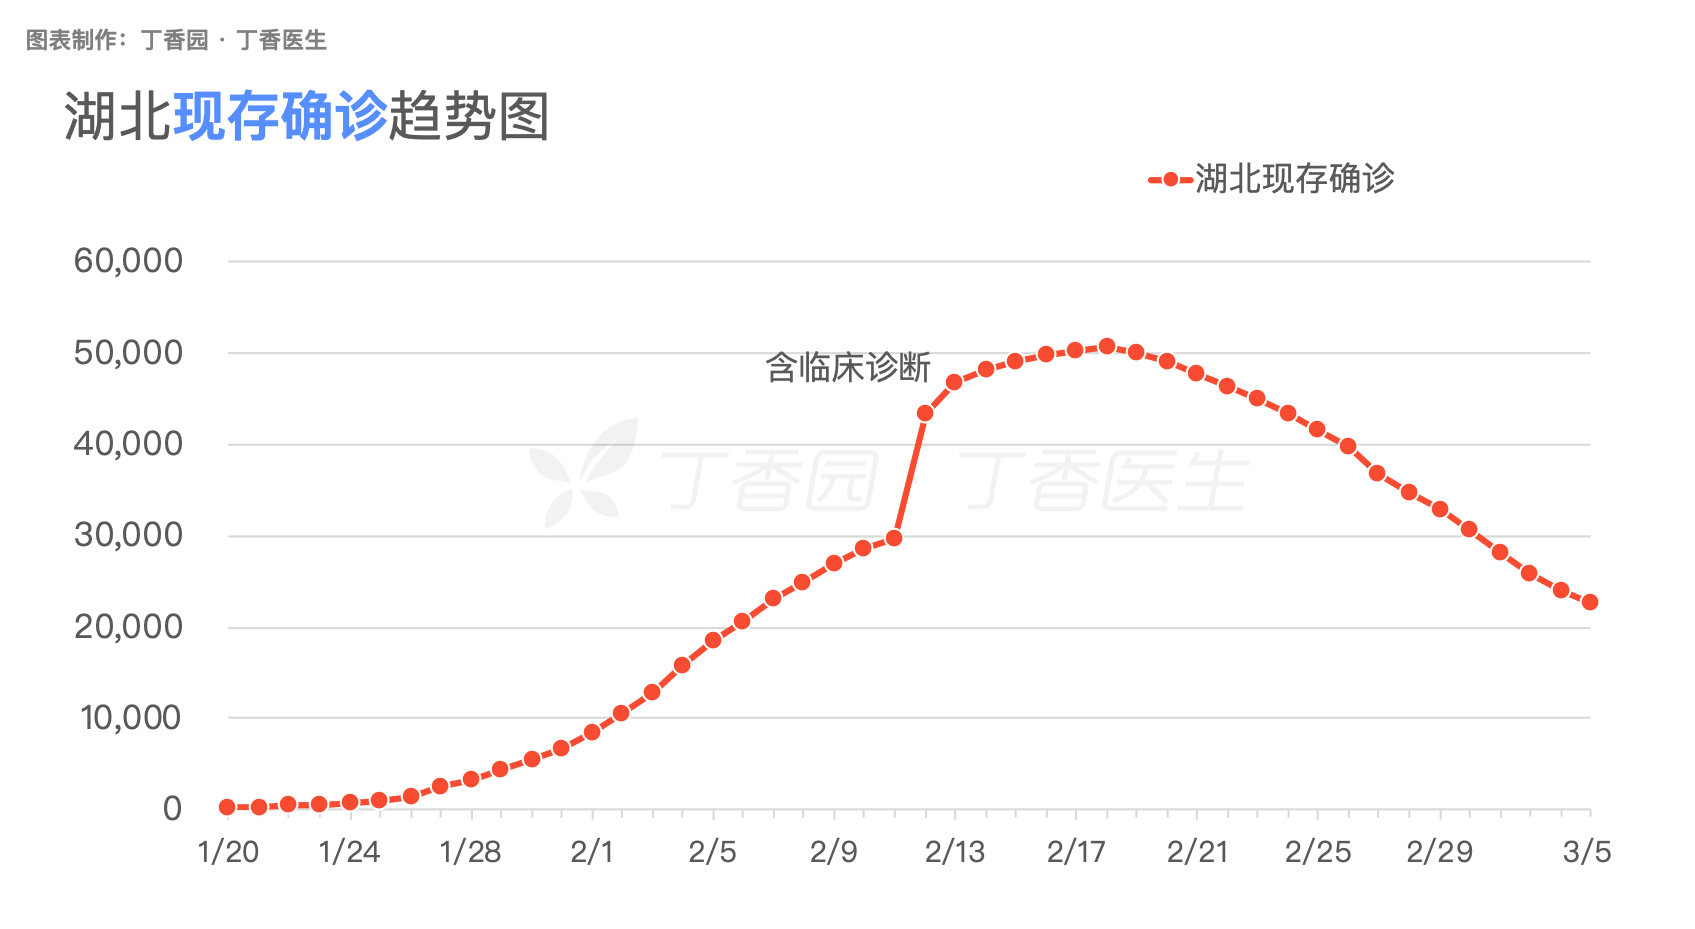 图表制作：丁香园 · 丁香医生
湖北现存确诊趋势图
湖北现存确诊
60,000
50,000
含临床诊断
40,000
丁香园 · 丁香医生
30,000
20,000
10,000
0
1/20 1/24 1/28 2/1 2/5 2/9 2/13 2/17 2/21 2/25 2/29 3/5